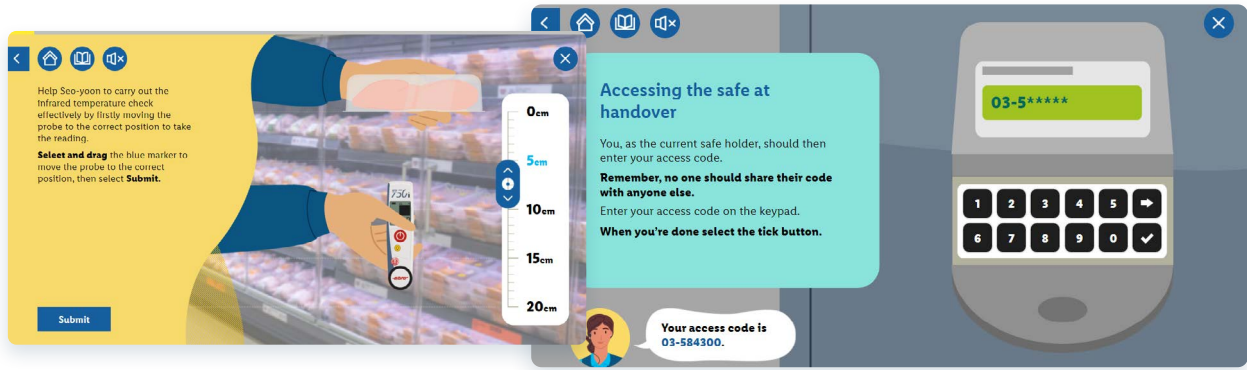 Help Seo-yoon to carry out the
infrared temperature check
effectively by firstly moving the
probe to the correct position to take
the reading.
Select and drag the blue marker to
move the probe to the correct
position, then select Submit.
Submit
750i
0cm
5cm
10cm
15cm
20cm
Accessing the safe at
handover
You, as the current safe holder, should then
enter your access code.
Remember, no one should share their code
with anyone else.
Enter your access code on the keypad.
When you're done select the tick button.
Your access code is
03-584300.
03-5*****
1 2 3 4 5
6 7 8 9 0